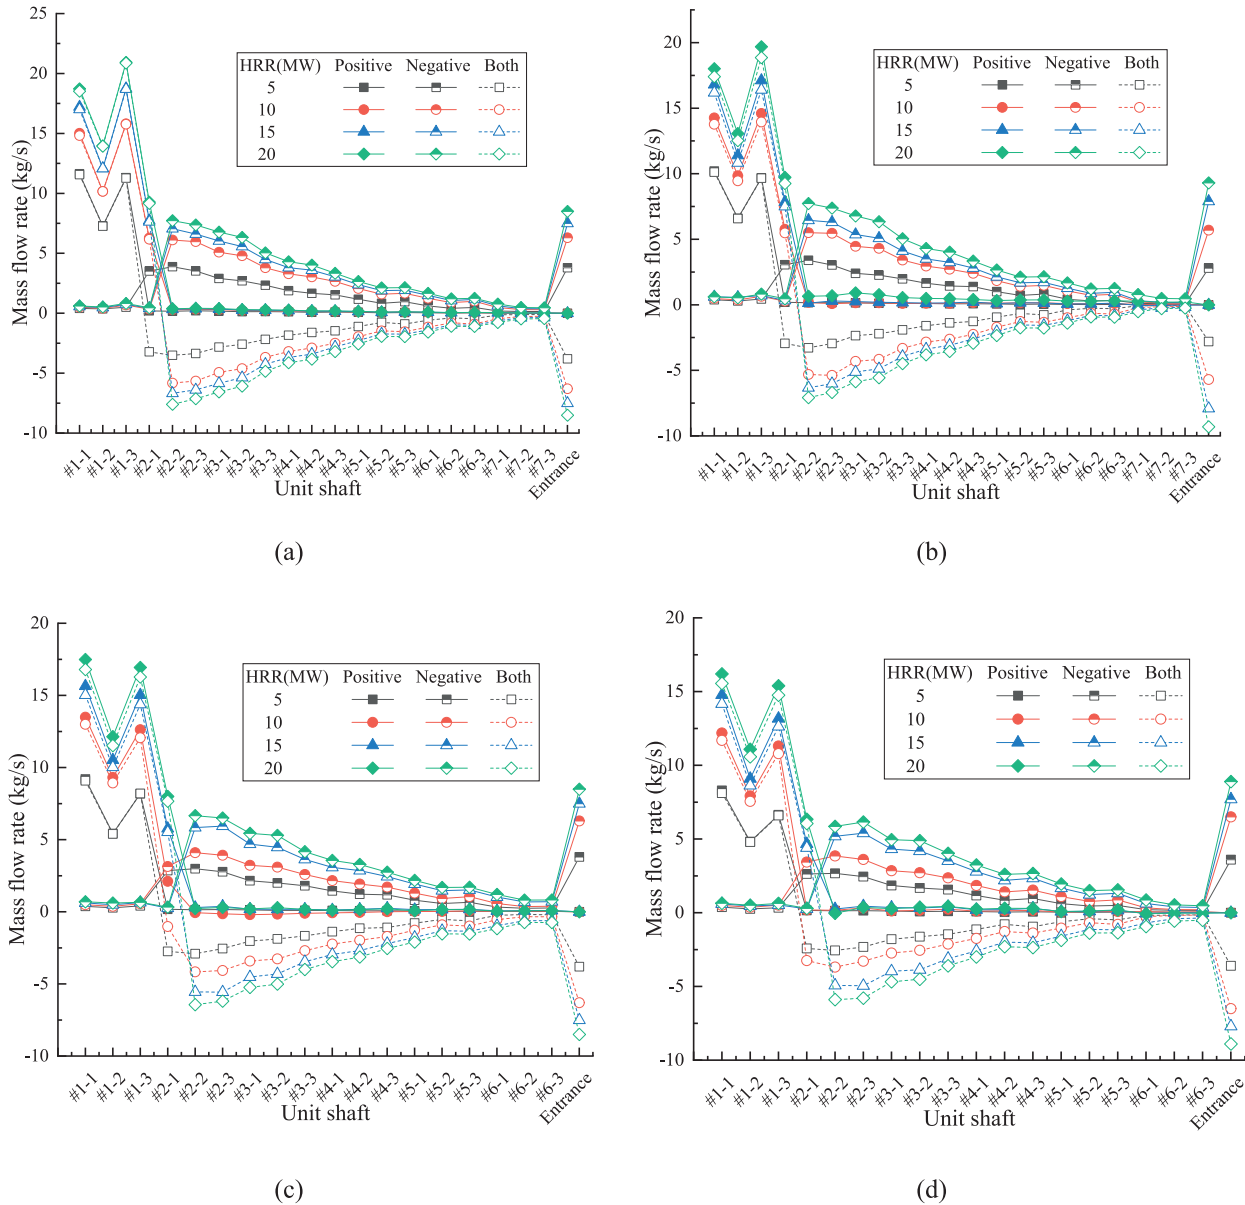 25
20
15
10
5
0
-5
-10
Mass flow rate (kg/s)
HRR(MW) Positive Negative Both
5
10
15
20
#1-1 #1-2 #1-3 #2-1 #2-2 #2-3 #3-1 #3-2 #3-3 #4-1 #4-2 #4-3 #5-1 #5-2 #5-3 #6-1 #6-2 #6-3 #7-1 #7-2 #7-3 Entrance
Unit shaft
(a)
20
15
10
5
0
-5
-10
Mass flow rate (kg/s)
HRR(MW) Positive Negative Both
5
10
15
20
#1-1 #1-2 #1-3 #2-1 #2-2 #2-3 #3-1 #3-2 #3-3 #4-1 #4-2 #4-3 #5-1 #5-2 #5-3 #6-1 #6-2 #6-3 #7-1 #7-2 #7-3 Entrance
Unit shaft
(b)
20
15
10
5
0
-5
-10
Mass flow rate (kg/s)
HRR(MW) Positive Negative Both
5
10
15
20
#1-1 #1-2 #1-3 #2-1 #2-2 #2-3 #3-1 #3-2 #3-3 #4-1 #4-2 #4-3 #5-1 #5-2 #5-3 #6-1 #6-2 #6-3 Entrance
Unit shaft
(c)
20
15
10
5
0
-5
-10
Mass flow rate (kg/s)
HRR(MW) Positive Negative Both
5
10
15
20
#1-1 #1-2 #1-3 #2-1 #2-2 #2-3 #3-1 #3-2 #3-3 #4-1 #4-2 #4-3 #5-1 #5-2 #5-3 #6-1 #6-2 #6-3 Entrance
Unit shaft
(d)